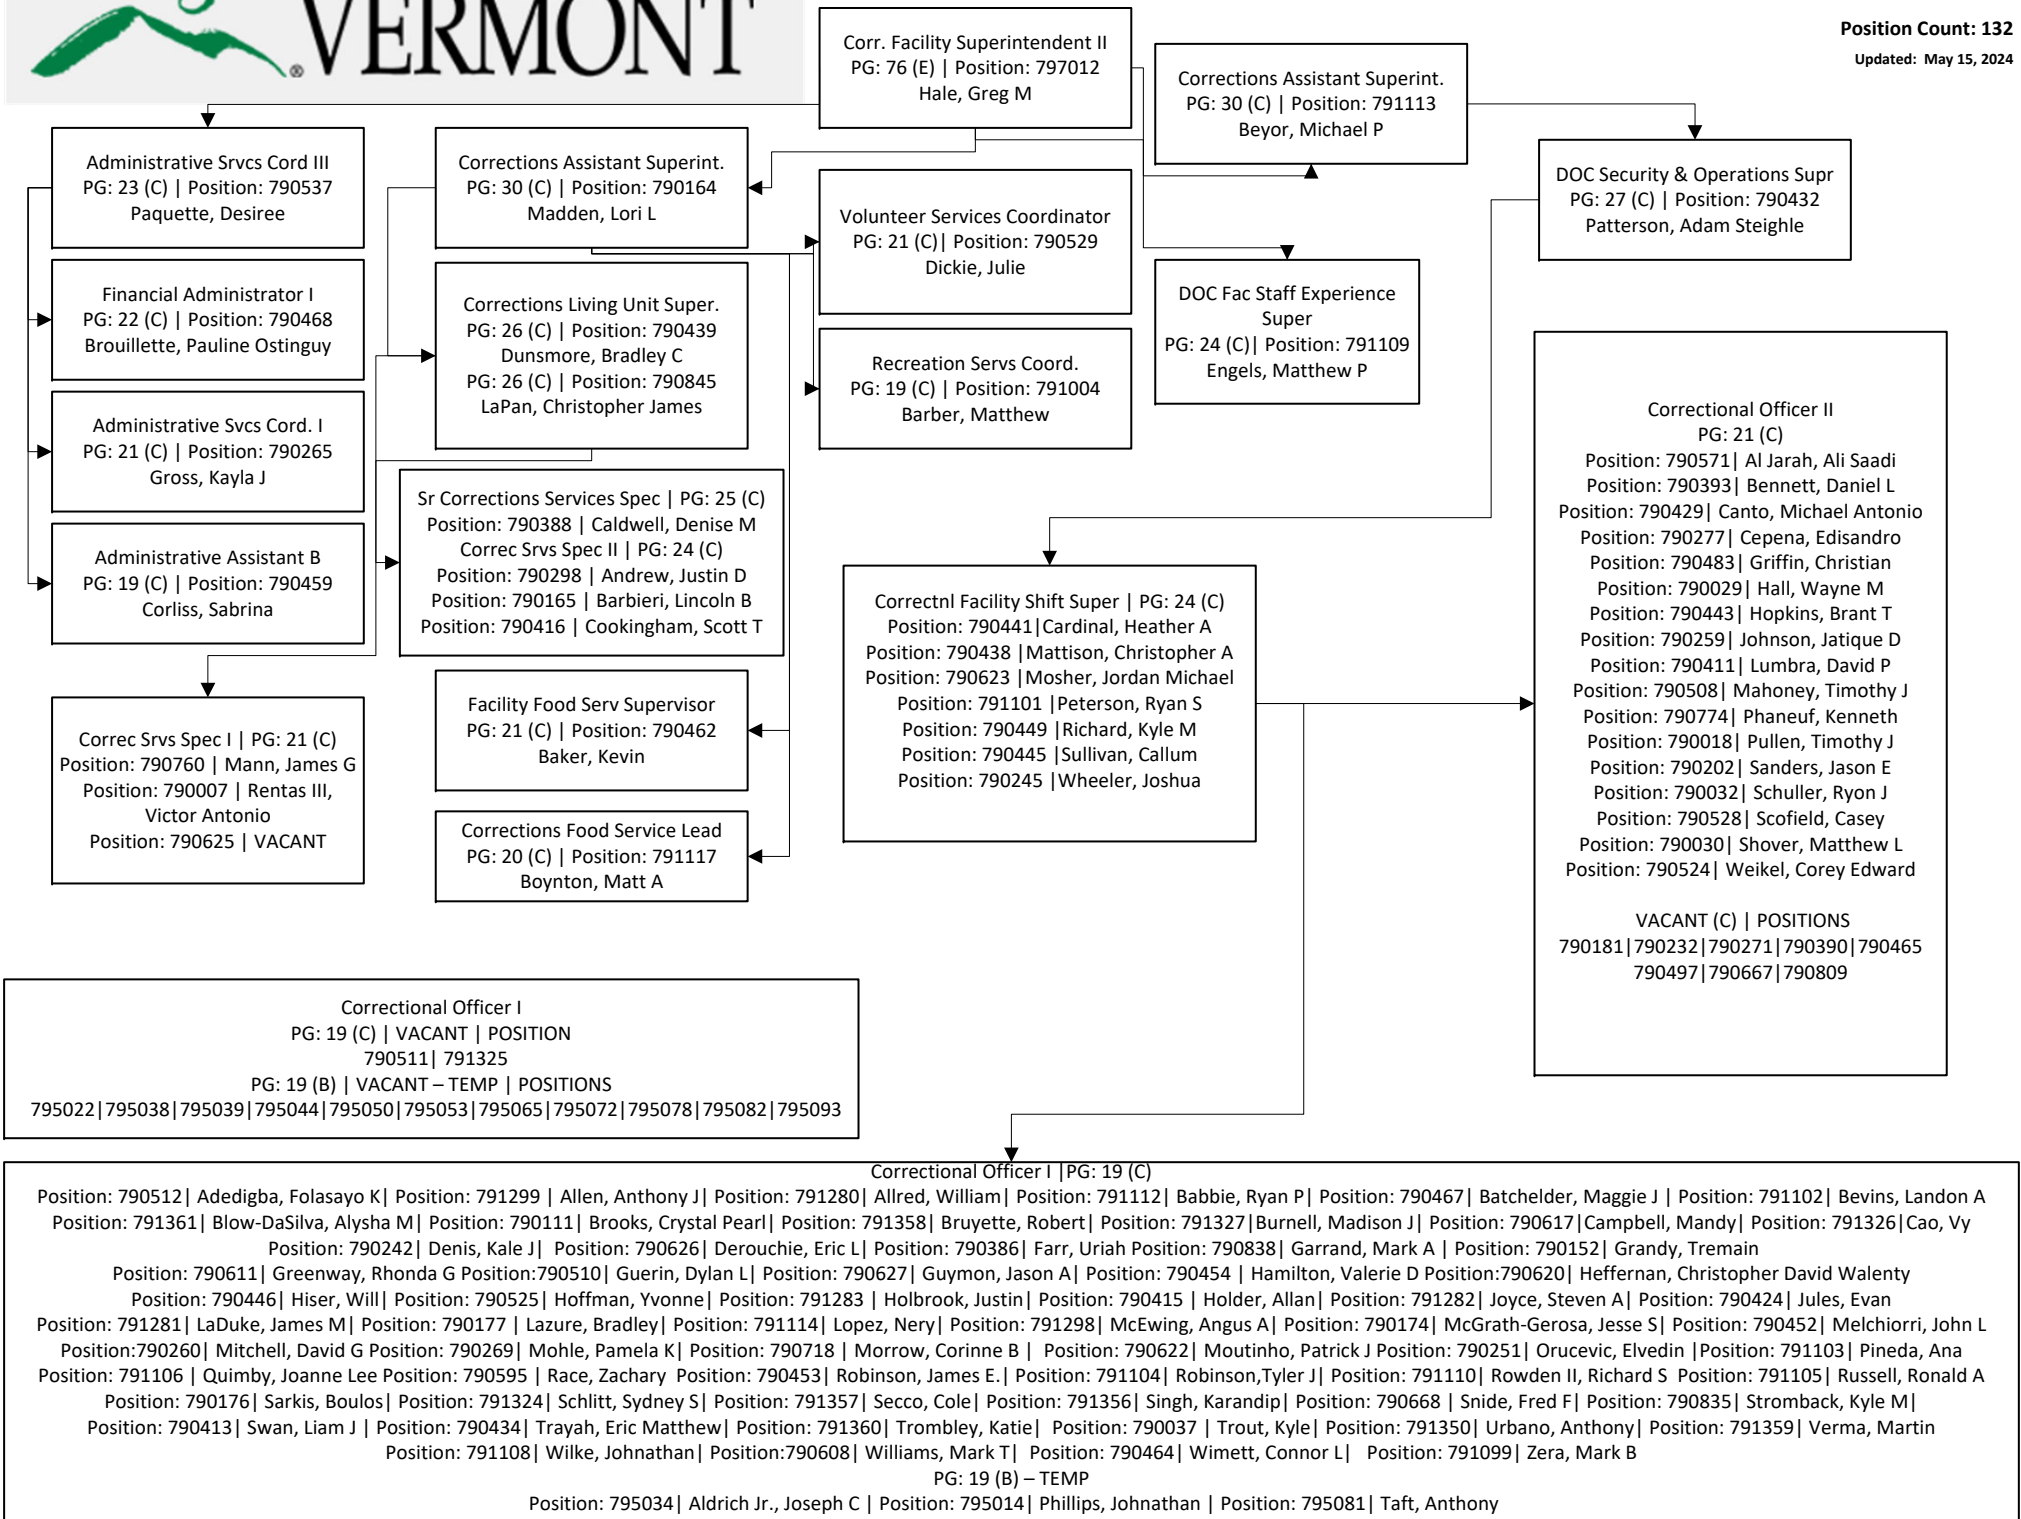 VERMONT
®
Position Count: 132
Updated: May 15, 2024
Corr. Facility Superintendent II
PG: 76 (E) | Position: 797012
Hale, Greg M
Corrections Assistant Superint.
PG: 30 (C) | Position: 791113
Beyor, Michael P
Administrative Srvcs Cord III
PG: 23 (C) | Position: 790537
Paquette, Desiree
Corrections Assistant Superint.
PG: 30 (C) | Position: 790164
Madden, Lori L
DOC Security & Operations Supr
PG: 27 (C) | Position: 790432
Patterson, Adam Steighle
Volunteer Services Coordinator
PG: 21 (C)| Position: 790529
Dickie, Julie
Financial Administrator I
PG: 22 (C) | Position: 790468
Brouillette, Pauline Ostinguy
Corrections Living Unit Super.
PG: 26 (C) | Position: 790439
Dunsmore, Bradley C
PG: 26 (C) | Position: 790845
LaPan, Christopher James
DOC Fac Staff Experience
Super
PG: 24 (C)| Position: 791109
Engels, Matthew P
Recreation Servs Coord.
PG: 19 (C) | Position: 791004
Barber, Matthew
Administrative Svcs Cord. I
PG: 21 (C) | Position: 790265
Gross, Kayla J
Sr Corrections Services Spec | PG: 25 (C)
Position: 790388 | Caldwell, Denise M
Correc Srvs Spec II | PG: 24 (C)
Position: 790298 | Andrew, Justin D
Position: 790165 | Barbieri, Lincoln B
Position: 790416 | Cookingham, Scott T
Administrative Assistant B
PG: 19 (C) | Position: 790459
Corliss, Sabrina
Correctional Officer II
PG: 21 (C)
Position: 790571| Al Jarah, Ali Saadi
Position: 790393| Bennett, Daniel L
Position: 790429| Canto, Michael Antonio
Position: 790277| Cepena, Edisandro
Position: 790483| Griffin, Christian
Position: 790029| Hall, Wayne M
Position: 790443| Hopkins, Brant T
Position: 790259| Johnson, Jatique D
Position: 790411| Lumbra, David P
Position: 790508| Mahoney, Timothy J
Position: 790774| Phaneuf, Kenneth
Position: 790018| Pullen, Timothy J
Position: 790202| Sanders, Jason E
Position: 790032| Schuller, Ryon J
Position: 790528| Scofield, Casey
Position: 790030| Shover, Matthew L
Position: 790524| Weikel, Corey Edward
VACANT (C) | POSITIONS
790181|790232|790271|790390|790465
790497|790667|790809
Correctnl Facility Shift Super | PG: 24 (C)
Position: 790441|Cardinal, Heather A
Position: 790438 |Mattison, Christopher A
Position: 790623 |Mosher, Jordan Michael
Position: 791101 |Peterson, Ryan S
Position: 790449 |Richard, Kyle M
Position: 790445 |Sullivan, Callum
Position: 790245 |Wheeler, Joshua
Facility Food Serv Supervisor
PG: 21 (C) | Position: 790462
Baker, Kevin
Correc Srvs Spec I | PG: 21 (C)
Position: 790760 | Mann, James G
Position: 790007 | Rentas III,
Victor Antonio
Position: 790625 | VACANT
Corrections Food Service Lead
PG: 20 (C) | Position: 791117
Boynton, Matt A
Correctional Officer I
PG: 19 (C) | VACANT | POSITION
790511| 791325
PG: 19 (B) | VACANT – TEMP | POSITIONS
795022|795038|795039|795044|795050|795053|795065|795072|795078|795082|795093
Correctional Officer I |PG: 19 (C)
Position: 790512| Adedigba, Folasayo K| Position: 791299 | Allen, Anthony J| Position: 791280| Allred, William| Position: 791112| Babbie, Ryan P| Position: 790467| Batchelder, Maggie J | Position: 791102| Bevins, Landon A
Position: 791361| Blow-DaSilva, Alysha M| Position: 790111| Brooks, Crystal Pearl| Position: 791358| Bruyette, Robert| Position: 791327|Burnell, Madison J| Position: 790617|Campbell, Mandy| Position: 791326|Cao, Vy
Position: 790242| Denis, Kale J| Position: 790626| Derouchie, Eric L| Position: 790386| Farr, Uriah Position: 790838| Garrand, Mark A | Position: 790152| Grandy, Tremain
Position: 790611| Greenway, Rhonda G Position:790510| Guerin, Dylan L| Position: 790627| Guymon, Jason A| Position: 790454 | Hamilton, Valerie D Position:790620| Heffernan, Christopher David Walenty
Position: 790446| Hiser, Will| Position: 790525| Hoffman, Yvonne| Position: 791283 | Holbrook, Justin| Position: 790415 | Holder, Allan| Position: 791282| Joyce, Steven A| Position: 790424| Jules, Evan
Position: 791281| LaDuke, James M| Position: 790177 | Lazure, Bradley| Position: 791114| Lopez, Nery| Position: 791298| McEwing, Angus A| Position: 790174| McGrath-Gerosa, Jesse S| Position: 790452| Melchiorri, John L
Position:790260| Mitchell, David G Position: 790269| Mohle, Pamela K| Position: 790718 | Morrow, Corinne B | Position: 790622| Moutinho, Patrick J Position: 790251| Orucevic, Elvedin |Position: 791103| Pineda, Ana
Position: 791106 | Quimby, Joanne Lee Position: 790595 | Race, Zachary Position: 790453| Robinson, James E.| Position: 791104| Robinson,Tyler J| Position: 791110| Rowden II, Richard S Position: 791105| Russell, Ronald A
Position: 790176| Sarkis, Boulos| Position: 791324| Schlitt, Sydney S| Position: 791357| Secco, Cole| Position: 791356| Singh, Karandip| Position: 790668 | Snide, Fred F| Position: 790835| Stromback, Kyle M|
Position: 790413| Swan, Liam J | Position: 790434| Trayah, Eric Matthew| Position: 791360| Trombley, Katie| Position: 790037 | Trout, Kyle| Position: 791350| Urbano, Anthony| Position: 791359| Verma, Martin
Position: 791108| Wilke, Johnathan| Position:790608| Williams, Mark T| Position: 790464| Wimett, Connor L| Position: 791099| Zera, Mark B
PG: 19 (B) – TEMP
Position: 795034| Aldrich Jr., Joseph C | Position: 795014| Phillips, Johnathan | Position: 795081| Taft, Anthony